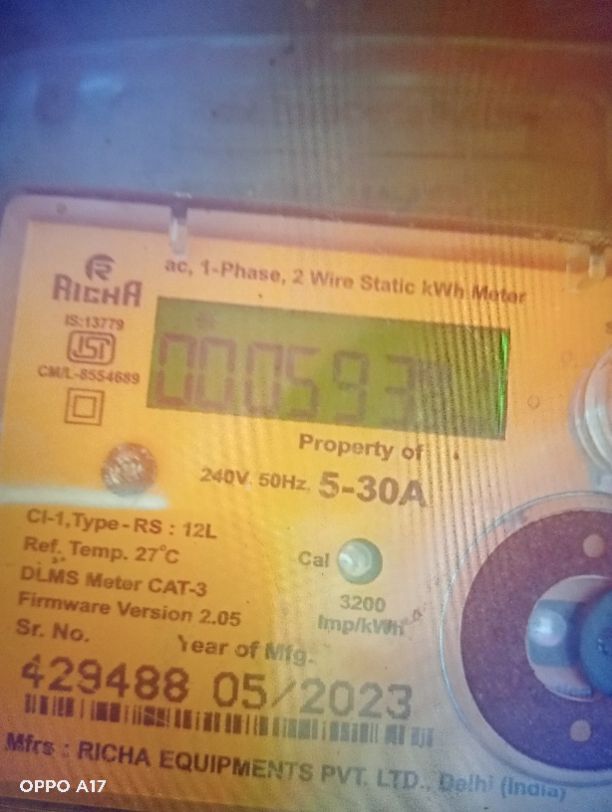 RICHA
ac, 1-Phase, 2 Wire Static kWh Meter
IS:13779
ISI
CM/L-8554689
000593
Property of
240V, 50Hz, 5-30A
Cl-1,Type-RS : 12L
Ref. Temp. 27°C
Cal
DLMS Meter CAT-3
3200
Firmware Version 2.05
Imp/kWh
Sr. No. Year of Mfg.
429488 05/2023
Mfrs : RICHA EQUIPMENTS PVT. LTD., Delhi (India)
OPPO A17